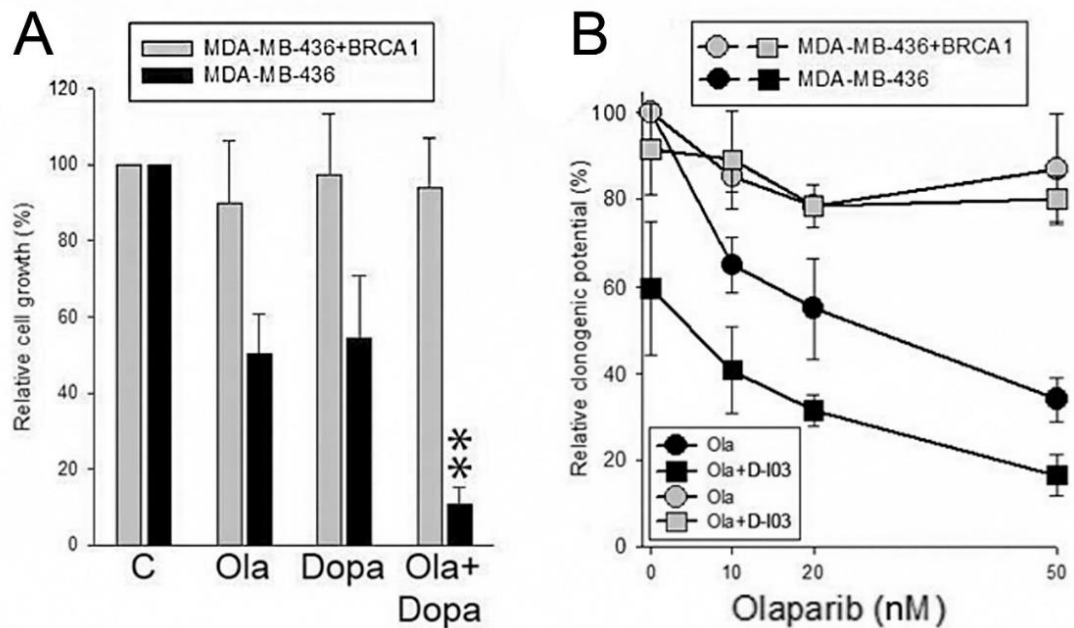 A
MDA-MB-436+BRCA1
MDA-MB-436
Relative cell growth (%)
120
100
80
60
40
20
0
**
C Ola Dopa Ola+
Dopa
B
MDA-MB-436+BRCA1
MDA-MB-436
Relative clonogenic potential (%)
100
80
60
40
20
0
Ola
Ola+D-I03
Ola
Ola+D-I03
0 10 20 50
Olaparib (nM)